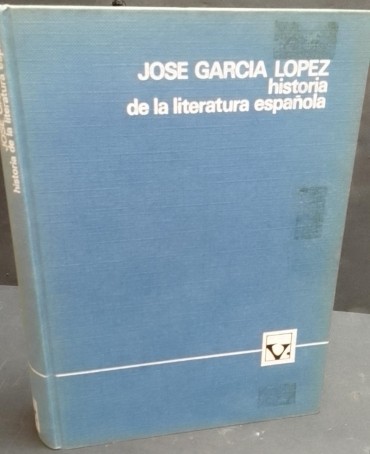 JOSE GARCIA LOPEZ
historia
de la literatura española
historia de la literatura esp
V